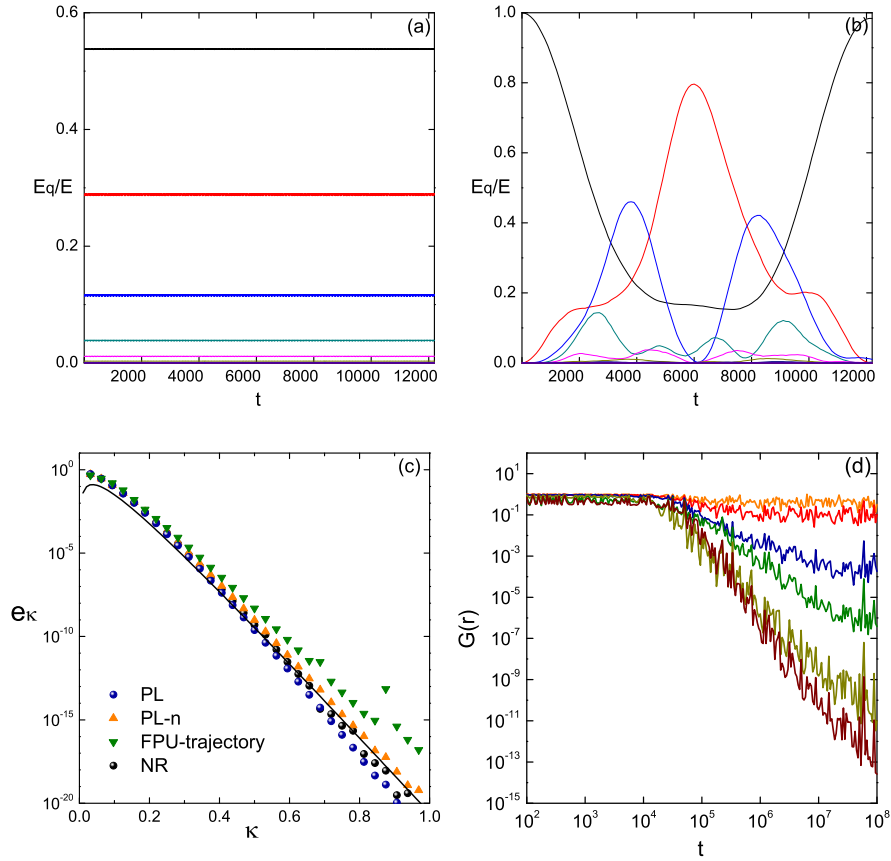 (a)
0.6
0.4
Eq/E
0.2
0.0
2000 4000 6000 8000 10000 12000
t
(b)
1.0
0.8
0.6
Eq/E
0.4
0.2
0.0
2000 4000 6000 8000 10000 12000
t
(c)
10^0
10^-5
eκ
10^-10
10^-15
10^-20
PL
PL-n
FPU-trajectory
NR
0.0 0.2 0.4 0.6 0.8 1.0
κ
(d)
10^1
10^-1
10^-3
10^-5
G(r)
10^-7
10^-9
10^-11
10^-13
10^-15
10^2 10^3 10^4 10^5 10^6 10^7 10^8
t